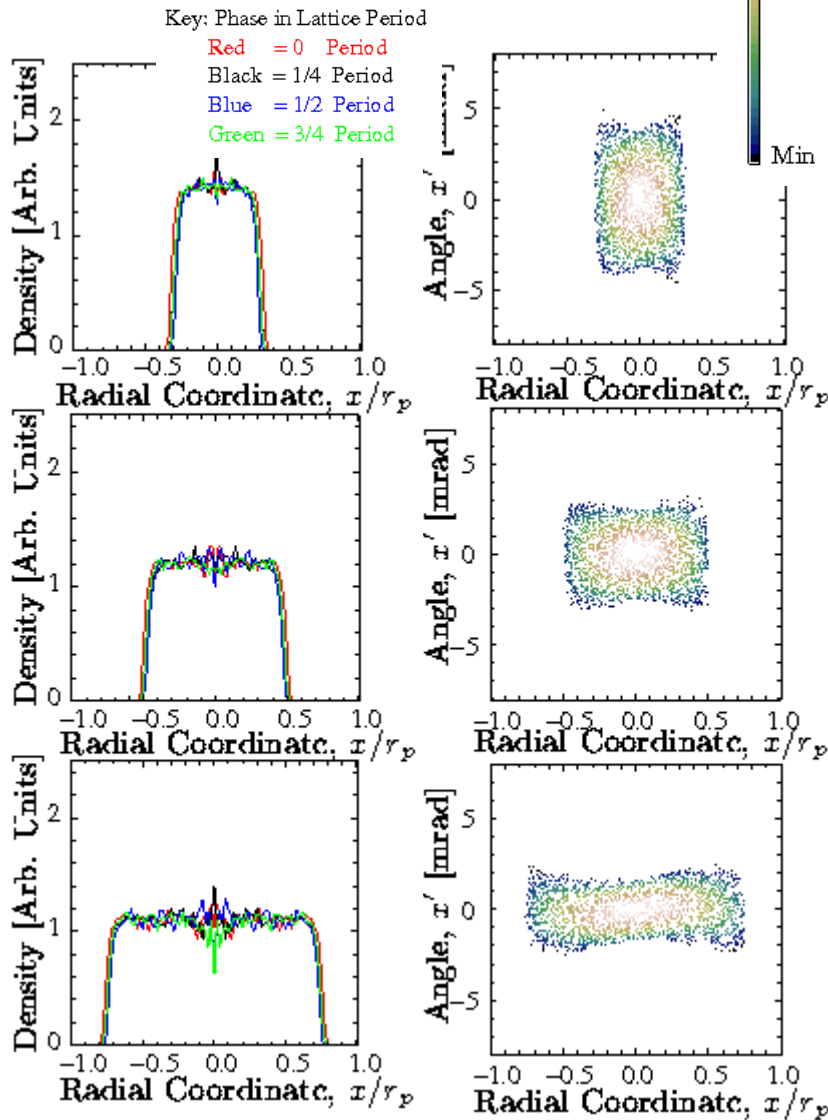 Key: Phase in Lattice Period
Red = 0 Period
Black = 1/4 Period
Blue = 1/2 Period
Green = 3/4 Period
Min
Density [Arb. Units]
2
1
0
−1.0 −0.5 0.0 0.5 1.0
Radial Coordinate, x/r_p
Angle, x′
5
0
−5
−1.0 −0.5 0.0 0.5 1.0
Radial Coordinate, x/r_p
Density [Arb. Units]
2
1
0
−1.0 −0.5 0.0 0.5 1.0
Radial Coordinate, x/r_p
Angle, x′ [mrad]
5
0
−5
−1.0 −0.5 0.0 0.5 1.0
Radial Coordinate, x/r_p
Density [Arb. Units]
2
1
0
−1.0 −0.5 0.0 0.5 1.0
Radial Coordinate, x/r_p
Angle, x′ [mrad]
5
0
−5
−1.0 −0.5 0.0 0.5 1.0
Radial Coordinate, x/r_p